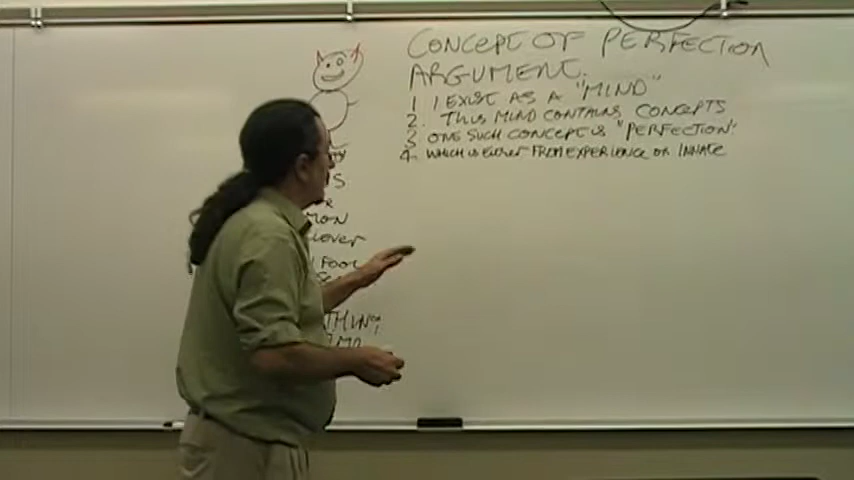 CONCEPT OF PERFECTION
ARGUMENT.
1 I EXIST AS A "MIND"
2. THIS MIND CONTAINS CONCEPTS
3 ONE SUCH CONCEPT IS "PERFECTION"
4. WHICH IS EITHER FROM EXPERIENCE OR INNATE
FOOL